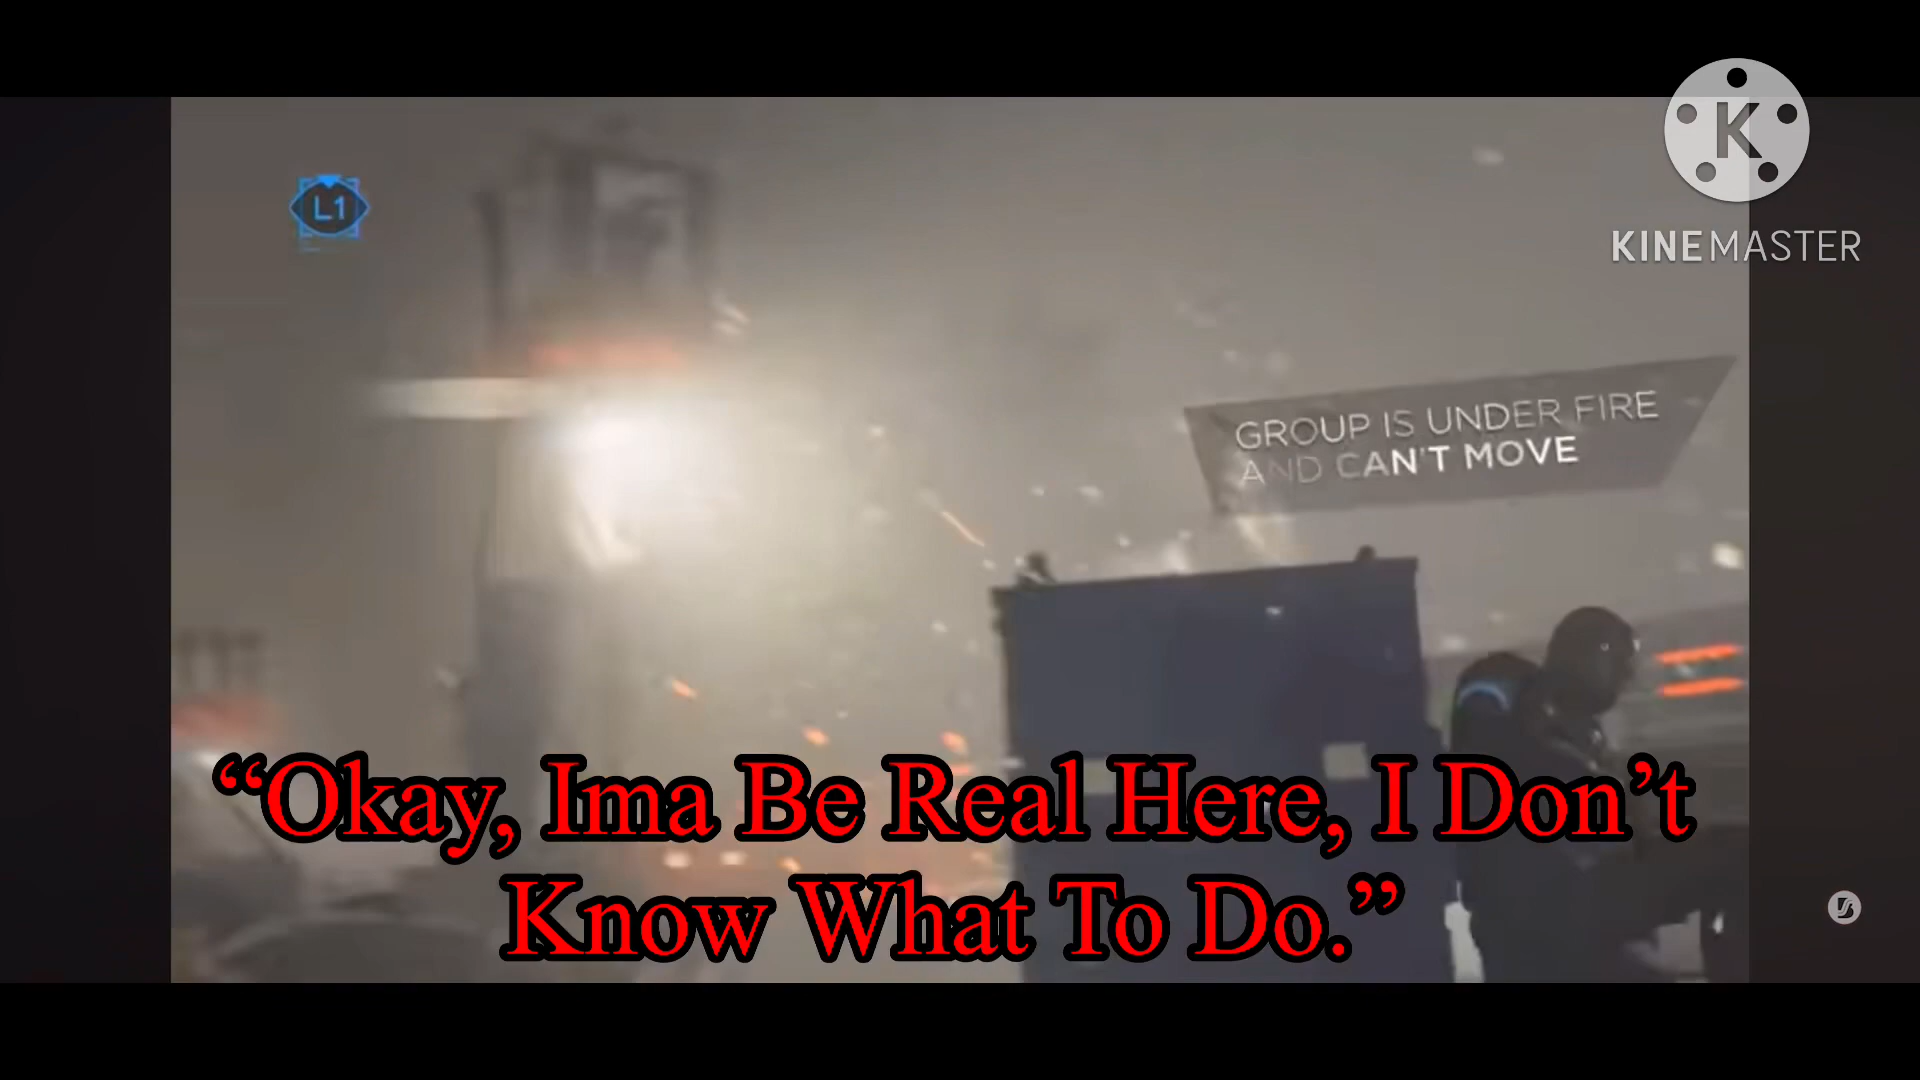 L1
K
KINEMASTER
GROUP IS UNDER FIRE
AND CAN'T MOVE
“Okay, Ima Be Real Here, I Don’t
Know What To Do.”